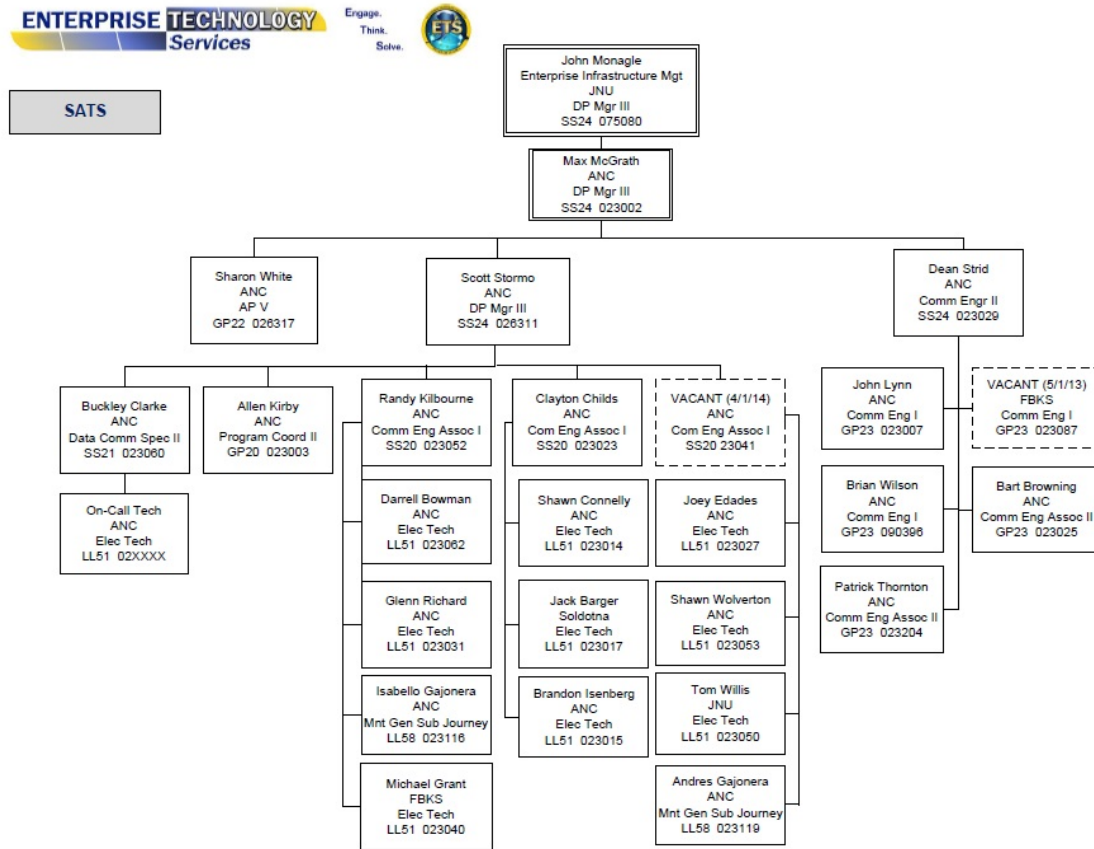 ENTERPRISE TECHNOLOGY
Services
Engage.
Think.
Solve.
ETS
SATS
John Monagle
Enterprise Infrastructure Mgt
JNU
DP Mgr III
SS24 075080
Max McGrath
ANC
DP Mgr III
SS24 023002
Sharon White
ANC
AP V
GP22 026317
Scott Stormo
ANC
DP Mgr III
SS24 026311
Dean Strid
ANC
Comm Engr II
SS24 023029
Buckley Clarke
ANC
Data Comm Spec II
SS21 023060
Allen Kirby
ANC
Program Coord II
GP20 023003
Randy Kilbourne
ANC
Comm Eng Assoc I
SS20 023052
Clayton Childs
ANC
Com Eng Assoc I
SS20 023023
VACANT (4/1/14)
ANC
Com Eng Assoc I
SS20 23041
John Lynn
ANC
Comm Eng I
GP23 023007
VACANT (5/1/13)
FBKS
Comm Eng I
GP23 023087
On-Call Tech
ANC
Elec Tech
LL51 02XXXX
Darrell Bowman
ANC
Elec Tech
LL51 023062
Shawn Connelly
ANC
Elec Tech
LL51 023014
Joey Edades
ANC
Elec Tech
LL51 023027
Brian Wilson
ANC
Comm Eng I
GP23 090396
Bart Browning
ANC
Comm Eng Assoc II
GP23 023025
Glenn Richard
ANC
Elec Tech
LL51 023031
Jack Barger
Soldotna
Elec Tech
LL51 023017
Shawn Wolverton
ANC
Elec Tech
LL51 023053
Patrick Thornton
ANC
Comm Eng Assoc II
GP23 023204
Isabello Gajonera
ANC
Mnt Gen Sub Journey
LL58 023116
Brandon Isenberg
ANC
Elec Tech
LL51 023015
Tom Willis
JNU
Elec Tech
LL51 023050
Michael Grant
FBKS
Elec Tech
LL51 023040
Andres Gajonera
ANC
Mnt Gen Sub Journey
LL58 023119